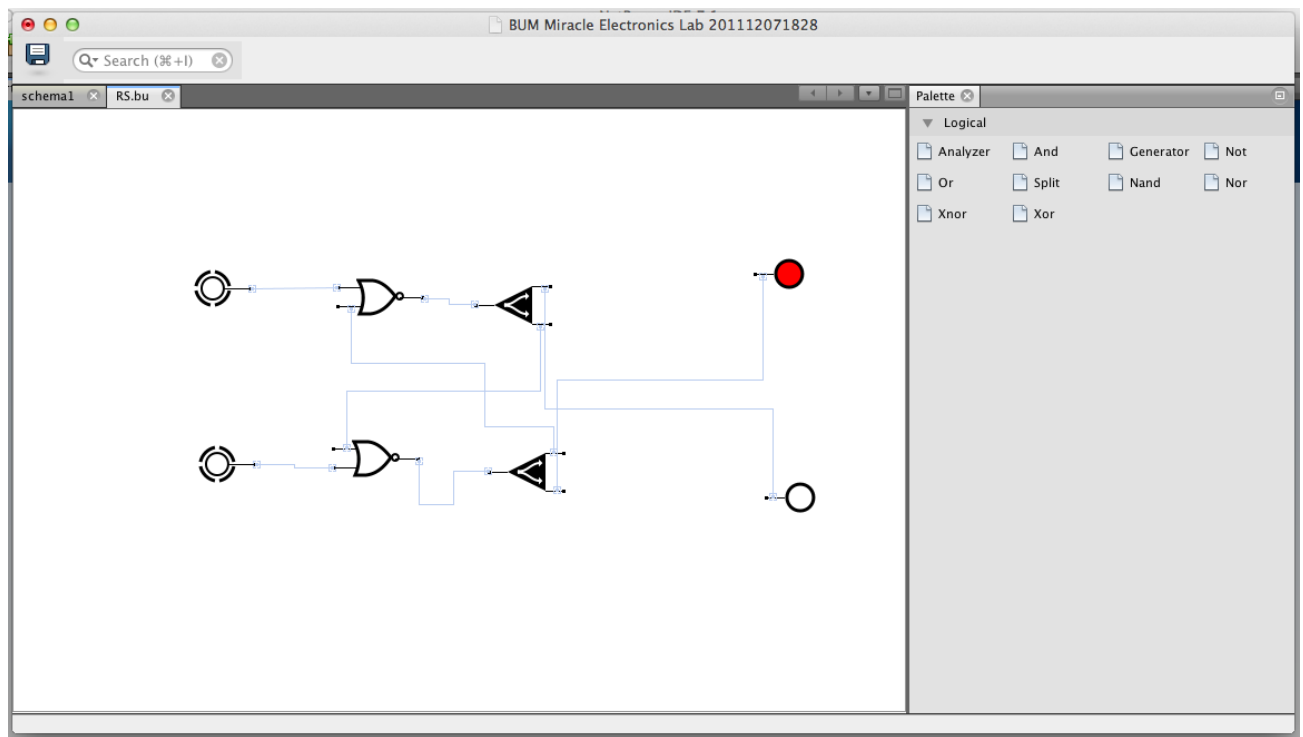 BUM Miracle Electronics Lab 201112071828
Search (⌘+I)
schema1 RS.bu
Palette
Logical
Analyzer And Generator Not
Or Split Nand Nor
Xnor Xor